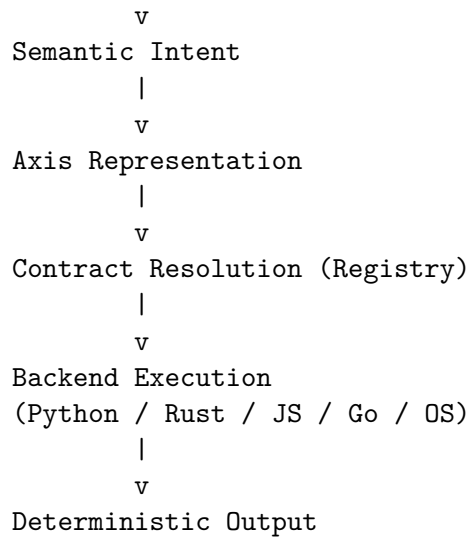 v
Semantic Intent
|
v
Axis Representation
|
v
Contract Resolution (Registry)
|
v
Backend Execution
(Python / Rust / JS / Go / OS)
|
v
Deterministic Output